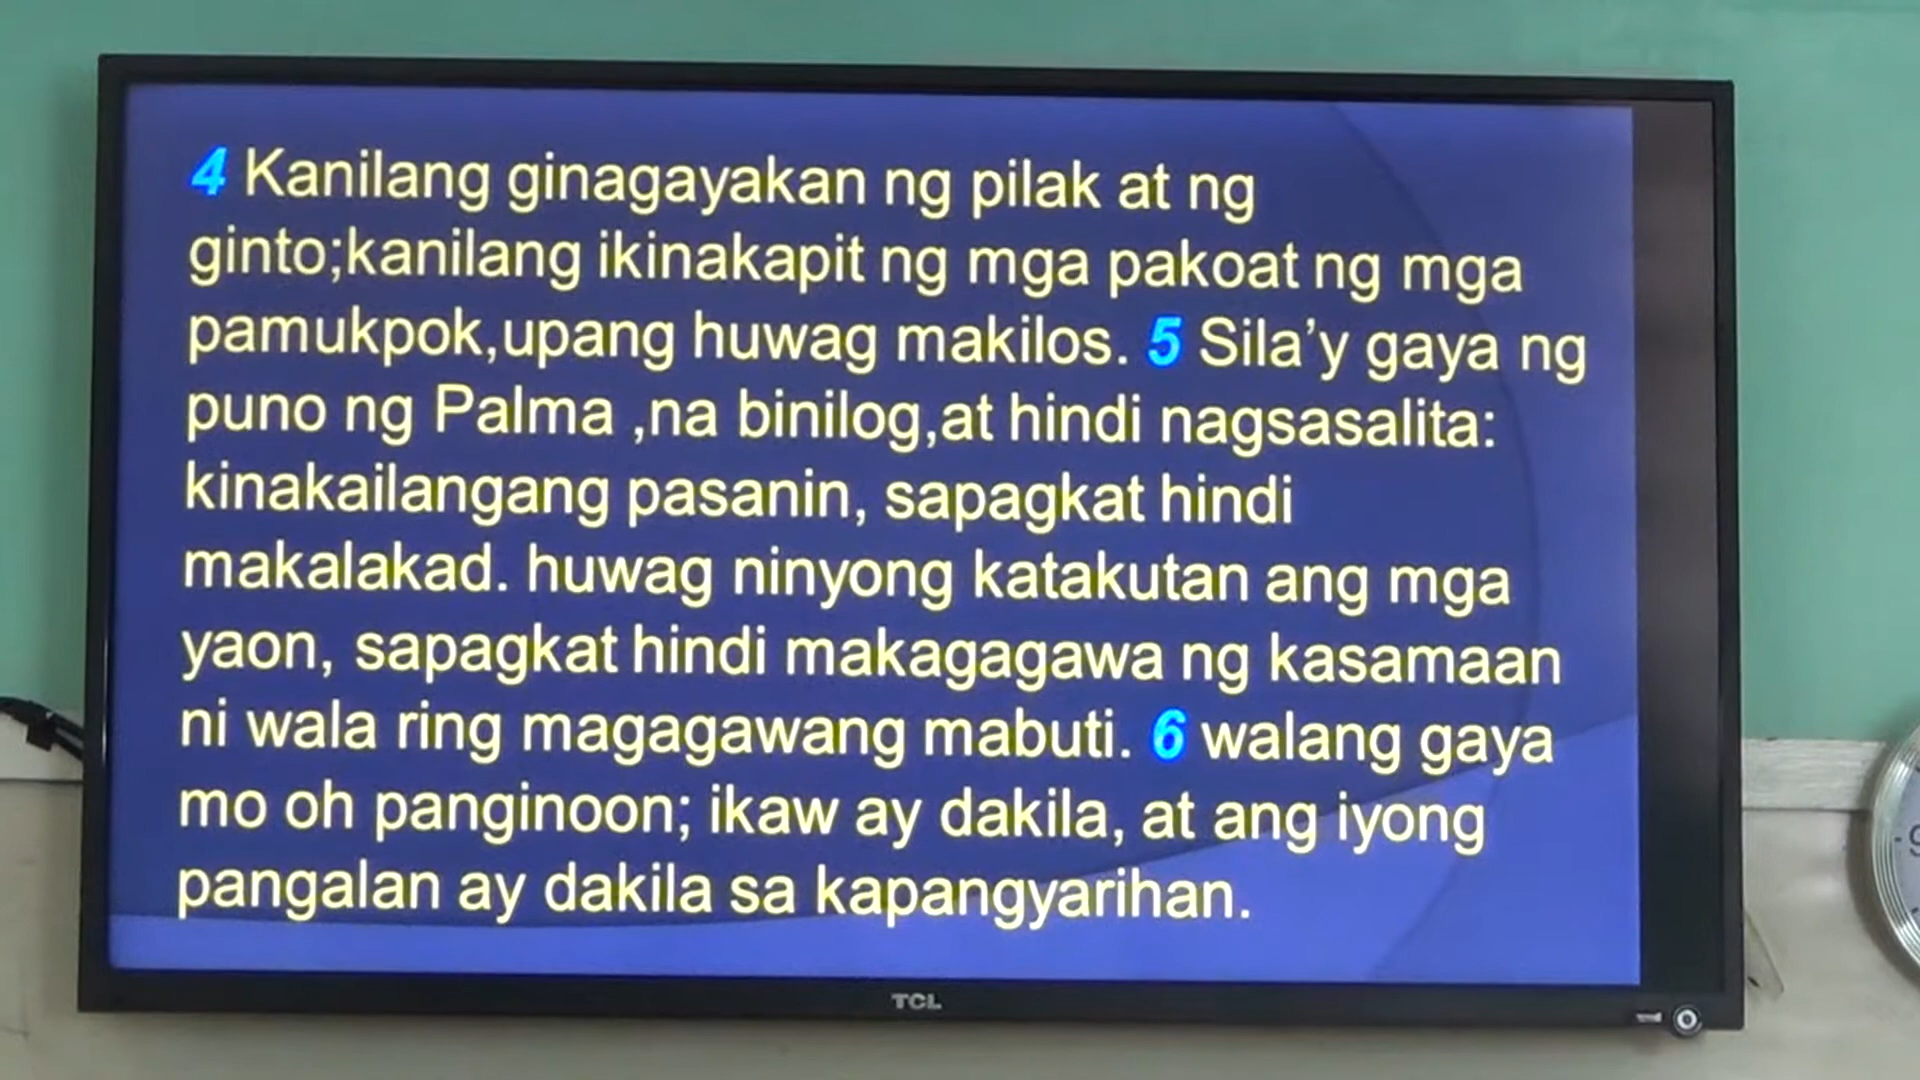 4 Kanilang ginagayakan ng pilak at ng
ginto;kanilang ikinakapit ng mga pakoat ng mga
pamukpok,upang huwag makilos. 5 Sila’y gaya ng
puno ng Palma ,na binilog,at hindi nagsasalita:
kinakailangang pasanin, sapagkat hindi
makalakad. huwag ninyong katakutan ang mga
yaon, sapagkat hindi makagagawa ng kasamaan
ni wala ring magagawang mabuti. 6 walang gaya
mo oh panginoon; ikaw ay dakila, at ang iyong
pangalan ay dakila sa kapangyarihan.
TCL
9